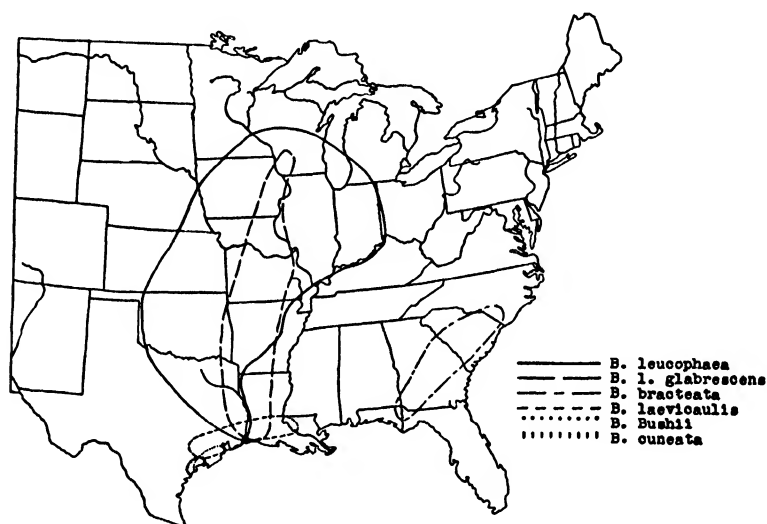 B. leucophaea
B. l. glabrescens
B. bracteata
B. laevicaulis
B. Bushii
B. cuneata